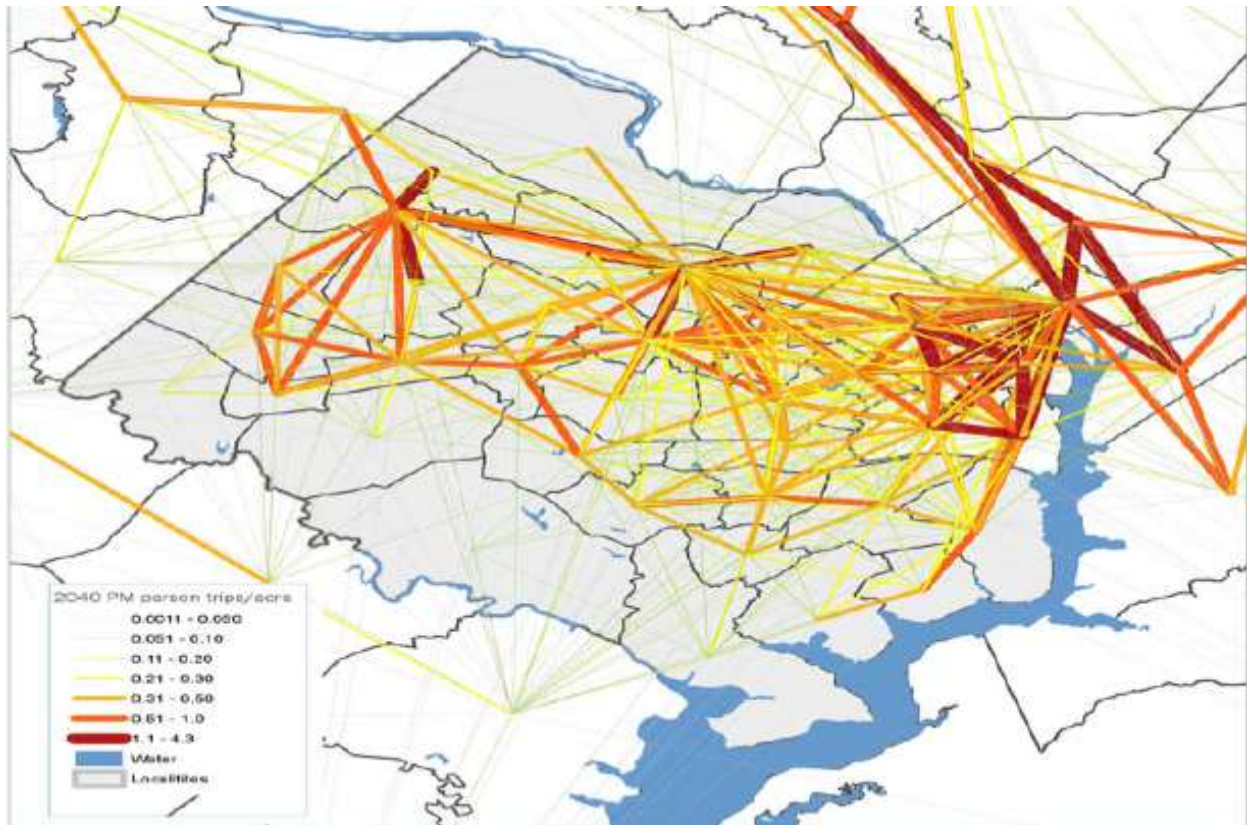 2040 PM person trips/acre
0.0011 - 0.050
0.051 - 0.10
0.11 - 0.20
0.21 - 0.30
0.31 - 0.50
0.51 - 1.0
1.1 - 4.3
Water
Localities